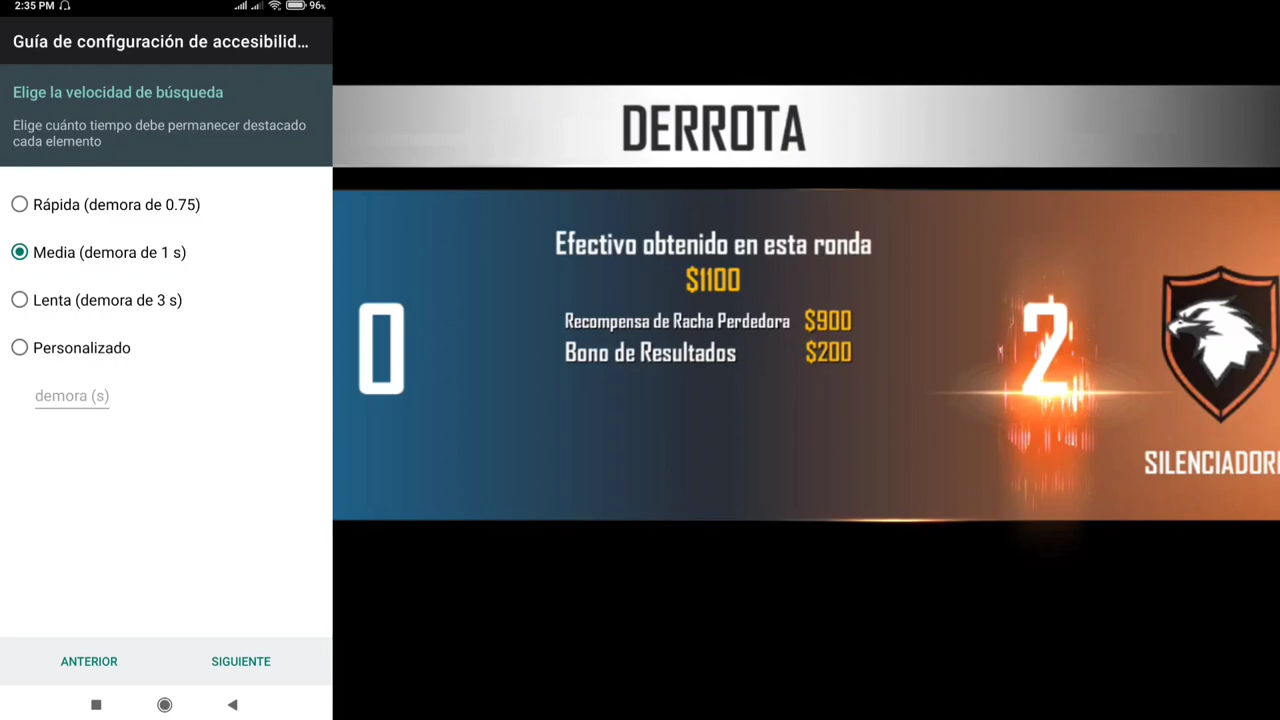 2:35 PM
96%
Guía de configuración de accesibilid...
Elige la velocidad de búsqueda
Elige cuánto tiempo debe permanecer destacado
cada elemento
Rápida (demora de 0.75)
Media (demora de 1 s)
Lenta (demora de 3 s)
Personalizado
demora (s)
ANTERIOR
SIGUIENTE
DERROTA
Efectivo obtenido en esta ronda
$1100
Recompensa de Racha Perdedora $900
Bono de Resultados $200
0
2
SILENCIADOR